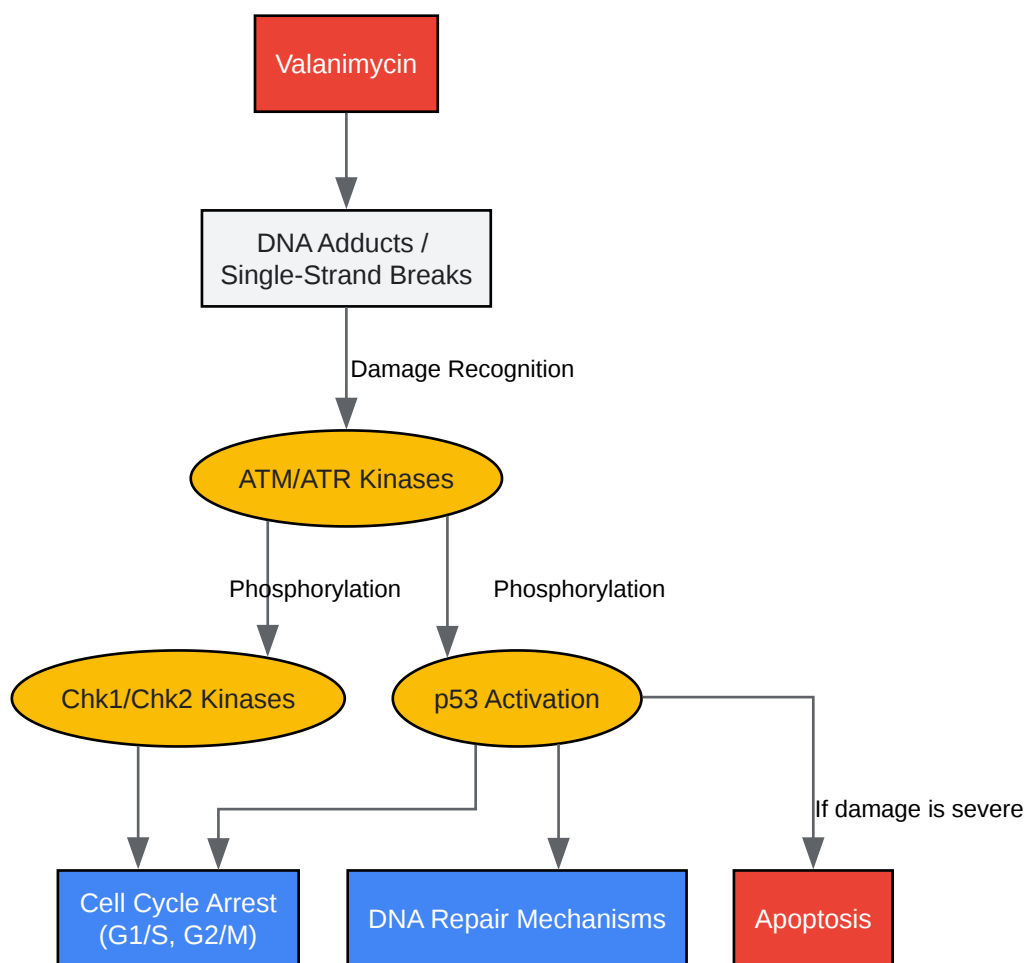 Valanimycin
DNA Adducts /
Single-Strand Breaks
Damage Recognition
ATM/ATR Kinases
Phosphorylation
Phosphorylation
Chk1/Chk2 Kinases
p53 Activation
If damage is severe
Cell Cycle Arrest
(G1/S, G2/M)
DNA Repair Mechanisms
Apoptosis